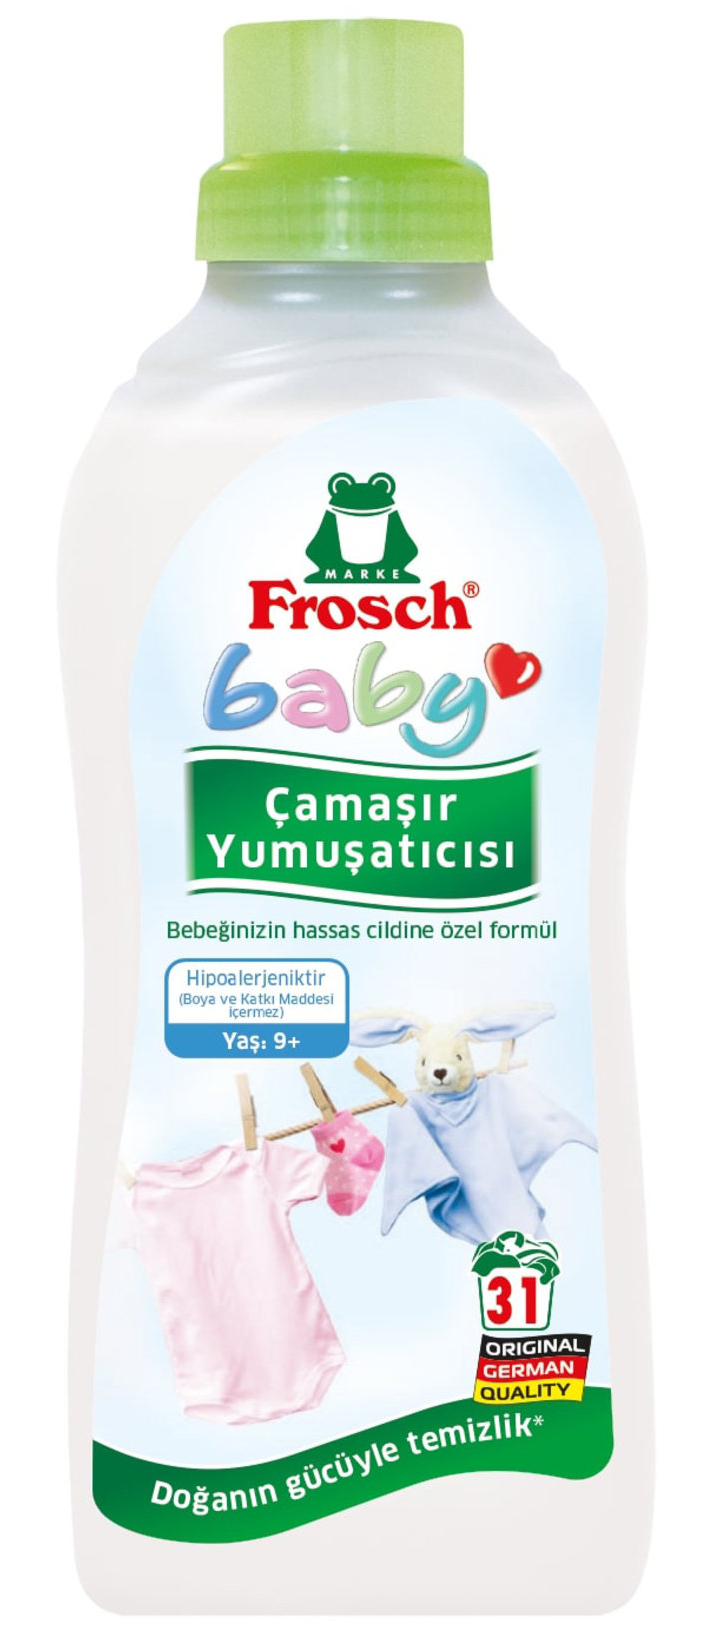 MARKE
Frosch®
baby
Çamaşır
Yumuşatıcısı
Bebeğinizin hassas cildine özel formül
Hipoalerjeniktir
(Boya ve Katkı Maddesi
içermez)
Yaş: 9+
31
ORIGINAL
GERMAN
QUALITY
Doğanın gücüyle temizlik*